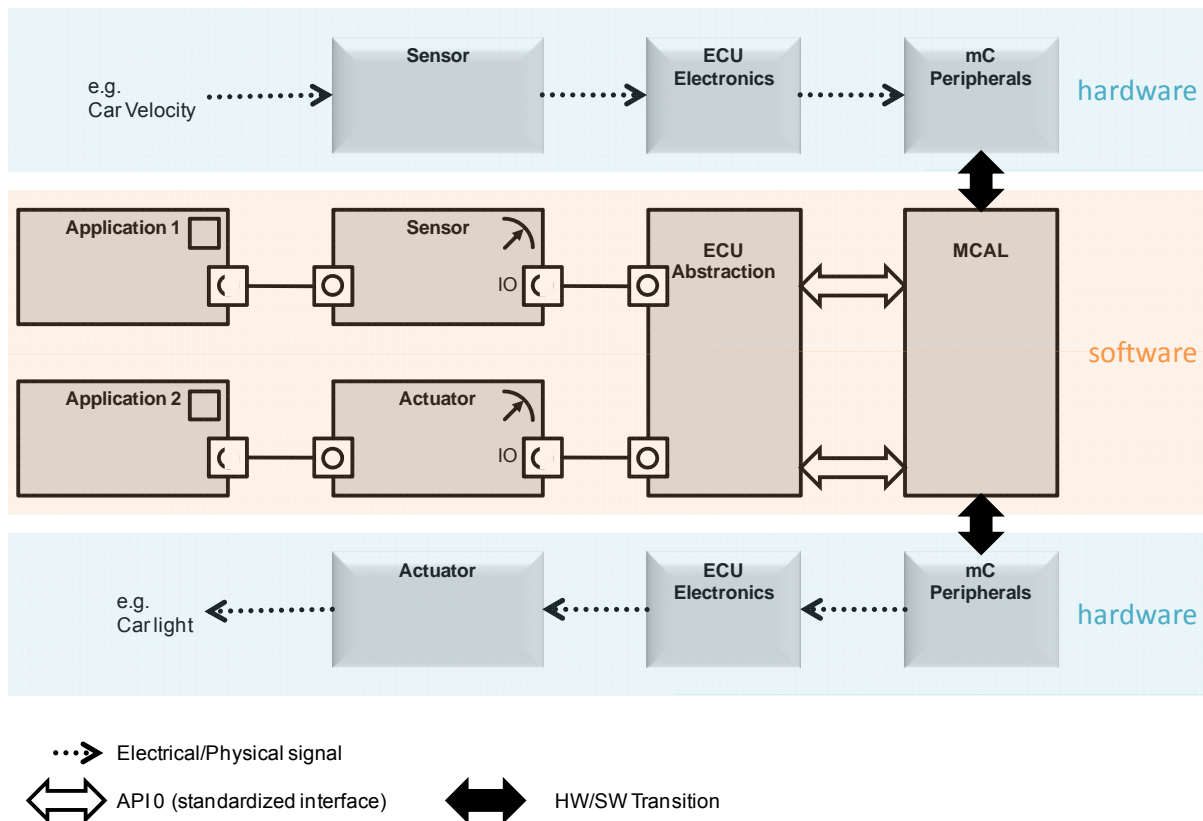 Sensor
ECU
Electronics
mC
Peripherals
e.g.
Car Velocity
hardware
Application 1
Sensor
IO
ECU
Abstraction
MCAL
software
Application 2
Actuator
IO
Actuator
ECU
Electronics
mC
Peripherals
e.g.
Car light
hardware
Electrical/Physical signal
API 0 (standardized interface)
HW/SW Transition